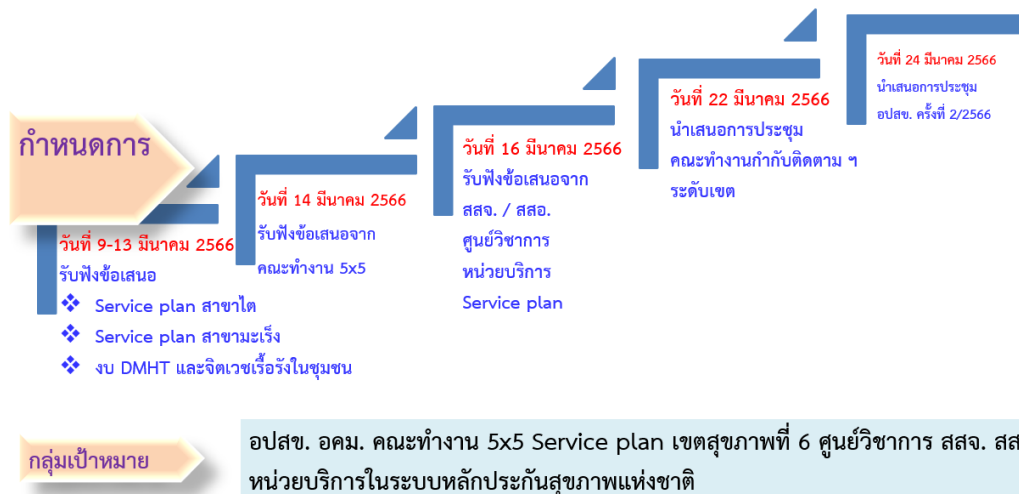 กำหนดการ
วันที่ 9-13 มีนาคม 2566
รับฟังข้อเสนอ
❖ Service plan สาขาไต
❖ Service plan สาขามะเร็ง
❖ งบ DMHT และจิตเวชเรื้อรังในชุมชน
วันที่ 14 มีนาคม 2566
รับฟังข้อเสนอจาก
คณะทำงาน 5x5
วันที่ 16 มีนาคม 2566
รับฟังข้อเสนอจาก
สสจ. / สสอ.
ศูนย์วิชาการ
หน่วยบริการ
Service plan
วันที่ 22 มีนาคม 2566
นำเสนอการประชุม
คณะทำงานกำกับติดตาม ฯ
ระดับเขต
วันที่ 24 มีนาคม 2566
นำเสนอการประชุม
อปสข. ครั้งที่ 2/2566
กลุ่มเป้าหมาย
อปสข. อคม. คณะทำงาน 5x5 Service plan เขตสุขภาพที่ 6 ศูนย์วิชาการ สสจ.
หน่วยบริการในระบบหลักประกันสุขภาพแห่งชาติ